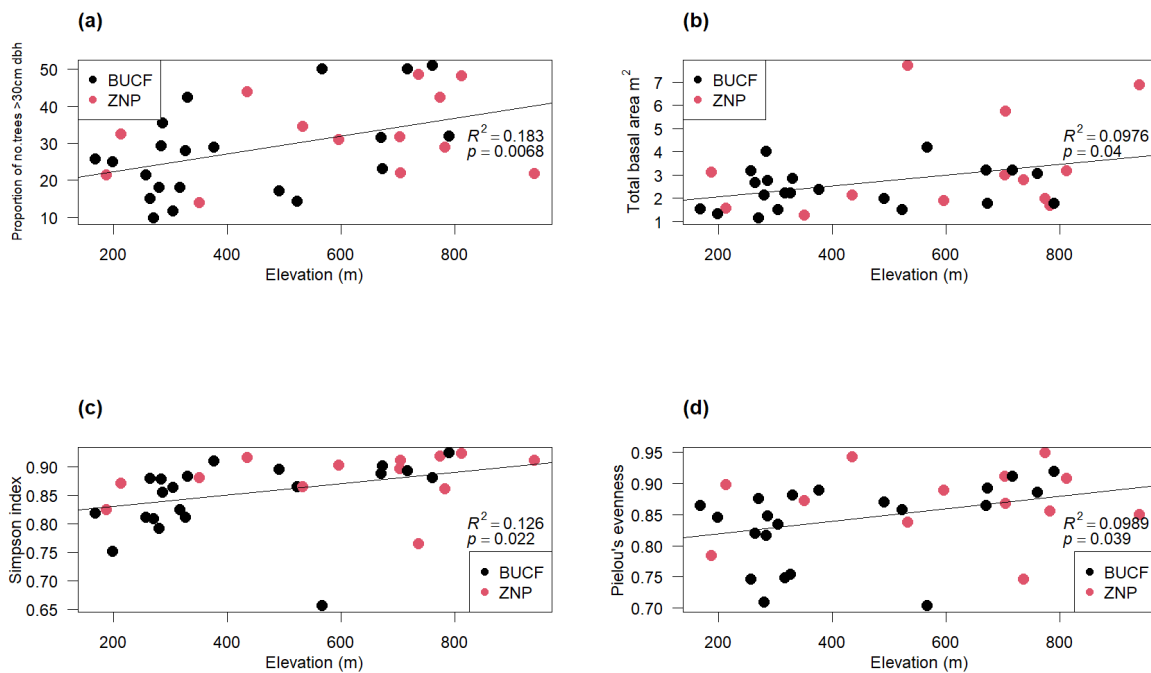 (a)
Proportion of no.trees >30cm dbh
50
40
30
20
10
BUCF
ZNP
R² = 0.183
p = 0.0068
200 400 600 800
Elevation (m)
(b)
Total basal area m²
7
6
5
4
3
2
1
BUCF
ZNP
R² = 0.0976
p = 0.04
200 400 600 800
Elevation (m)
(c)
Simpson index
0.90
0.85
0.80
0.75
0.70
0.65
R² = 0.126
p = 0.022
BUCF
ZNP
200 400 600 800
Elevation (m)
(d)
Pielou's evenness
0.95
0.90
0.85
0.80
0.75
0.70
R² = 0.0989
p = 0.039
BUCF
ZNP
200 400 600 800
Elevation (m)